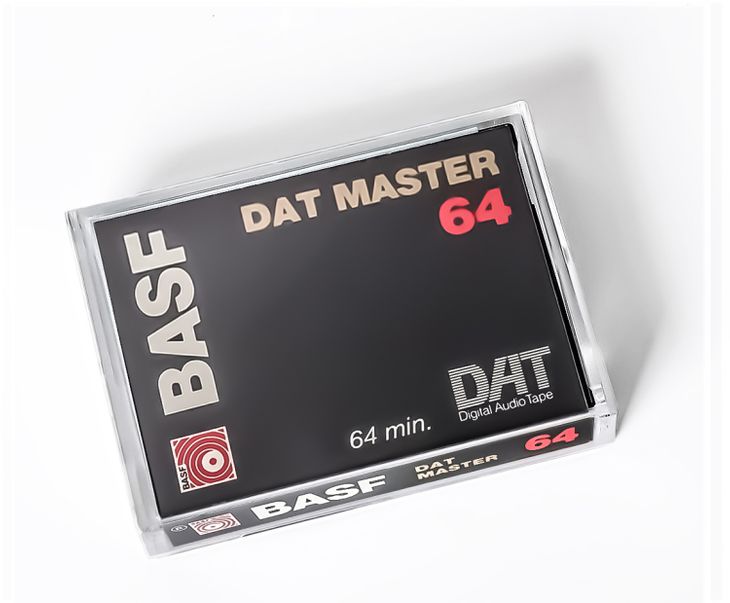 DAT MASTER
64
BASF
BASF
DAT
Digital Audio Tape
64 min.
®
BASF
DAT
MASTER
64